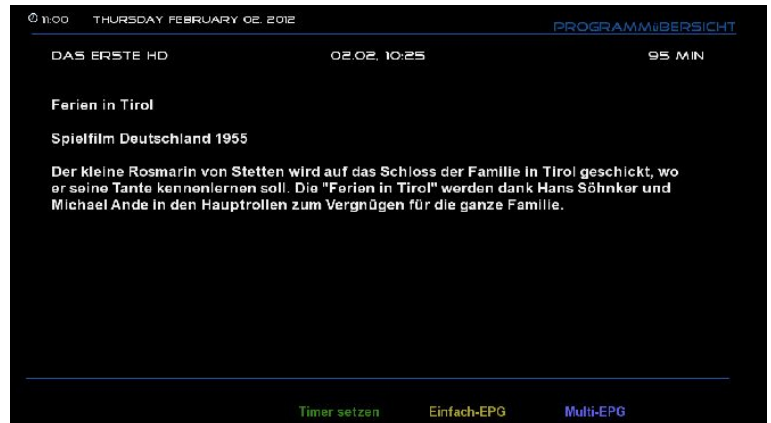 11:00 THURSDAY FEBRUARY 02. 2012
PROGRAMMüBERSICHT
DAS ERSTE HD 02.02, 10:25 95 MIN
Ferien in Tirol
Spielfilm Deutschland 1955
Der kleine Rosmarin von Stetten wird auf das Schloss der Familie in Tirol geschickt, wo
er seine Tante kennenlernen soll. Die "Ferien in Tirol" werden dank Hans Söhnker und
Michael Ande in den Hauptrollen zum Vergnügen für die ganze Familie.
Timer setzen Einfach-EPG Multi-EPG